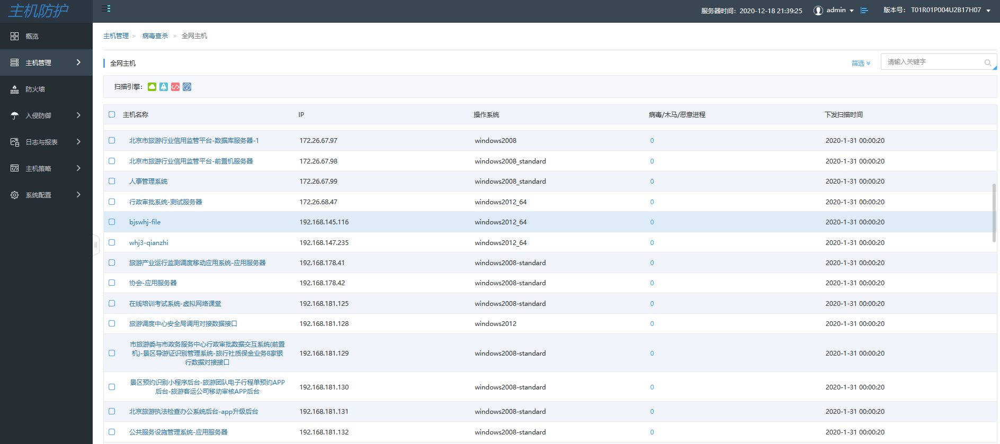 主机防护
服务器时间：2020-12-18 21:39:25 admin 版本号： T01R01P004U2B17H07
概览
主机管理
防火墙
入侵防御
日志与报表
主机策略
系统配置
主机管理 > 病毒查杀 > 全网主机
全网主机
筛选 请输入关键字
扫描引擎：
主机名称 IP 操作系统 病毒/木马/恶意进程 下发扫描时间
北京市旅游行业信用监管平台-数据库服务器-1 172.26.67.97 windows2008 0 2020-1-31 00:00:20
北京市旅游行业信用监管平台-前置机服务器 172.26.67.98 windows2008_standard 0 2020-1-31 00:00:20
人事管理系统 172.26.67.99 windows2008_standard 0 2020-1-31 00:00:20
行政审批系统-测试服务器 172.26.68.47 windows2012_64 0 2020-1-31 00:00:20
bjswhj-file 192.168.145.116 windows2012_64 0 2020-1-31 00:00:20
whj3-qianzhi 192.168.147.235 windows2012_64 0 2020-1-31 00:00:20
旅游产业运行监测调度移动应用系统-应用服务器 192.168.178.41 windows2008-standard 0 2020-1-31 00:00:20
协会-应用服务器 192.168.178.42 windows2008-standard 0 2020-1-31 00:00:20
在线培训考试系统-虚拟网络课堂 192.168.181.125 windows2008-standard 0 2020-1-31 00:00:20
旅游调度中心安全局调用对接数据接口 192.168.181.128 windows2012 0 2020-1-31 00:00:20
市旅游委与市政务服务中心行政审批数据交互系统(前置
机)-景区导游证识别管理系统-旅行社质保金业务8家银
行数据对接接口
192.168.181.129 windows2008-standard 0 2020-1-31 00:00:20
景区预约识别小程序后台-旅游团队电子行程单预约APP
后台-旅游客运公司移动审核APP后台
192.168.181.130 windows2008-standard 0 2020-1-31 00:00:20
北京旅游执法检查办公系统后台-app升级后台 192.168.181.131 windows2008-standard 0 2020-1-31 00:00:20
公共服务设施管理系统-应用服务器 192.168.181.132 windows2008-standard 0 2020-1-31 00:00:20